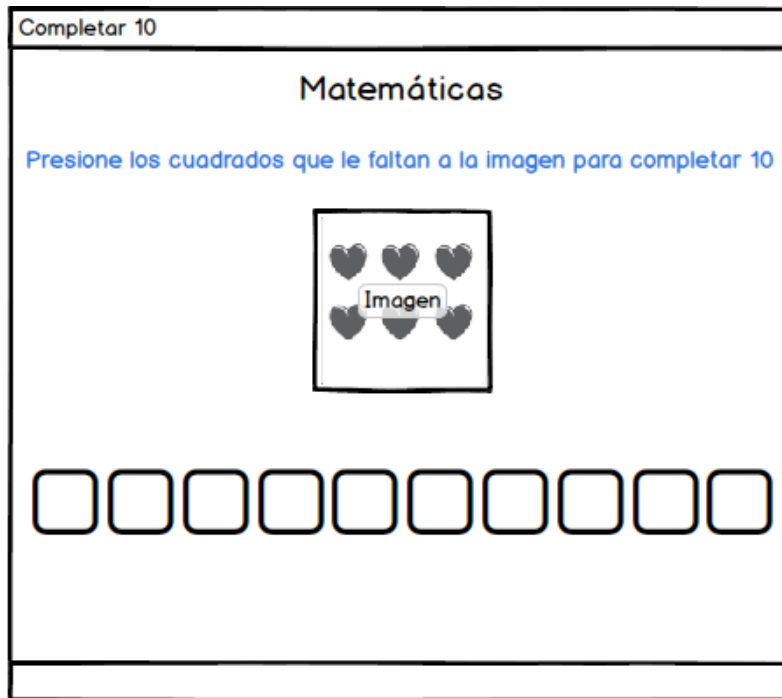 Completar 10
Matemáticas
Presione los cuadrados que le faltan a la imagen para completar 10
Imagen